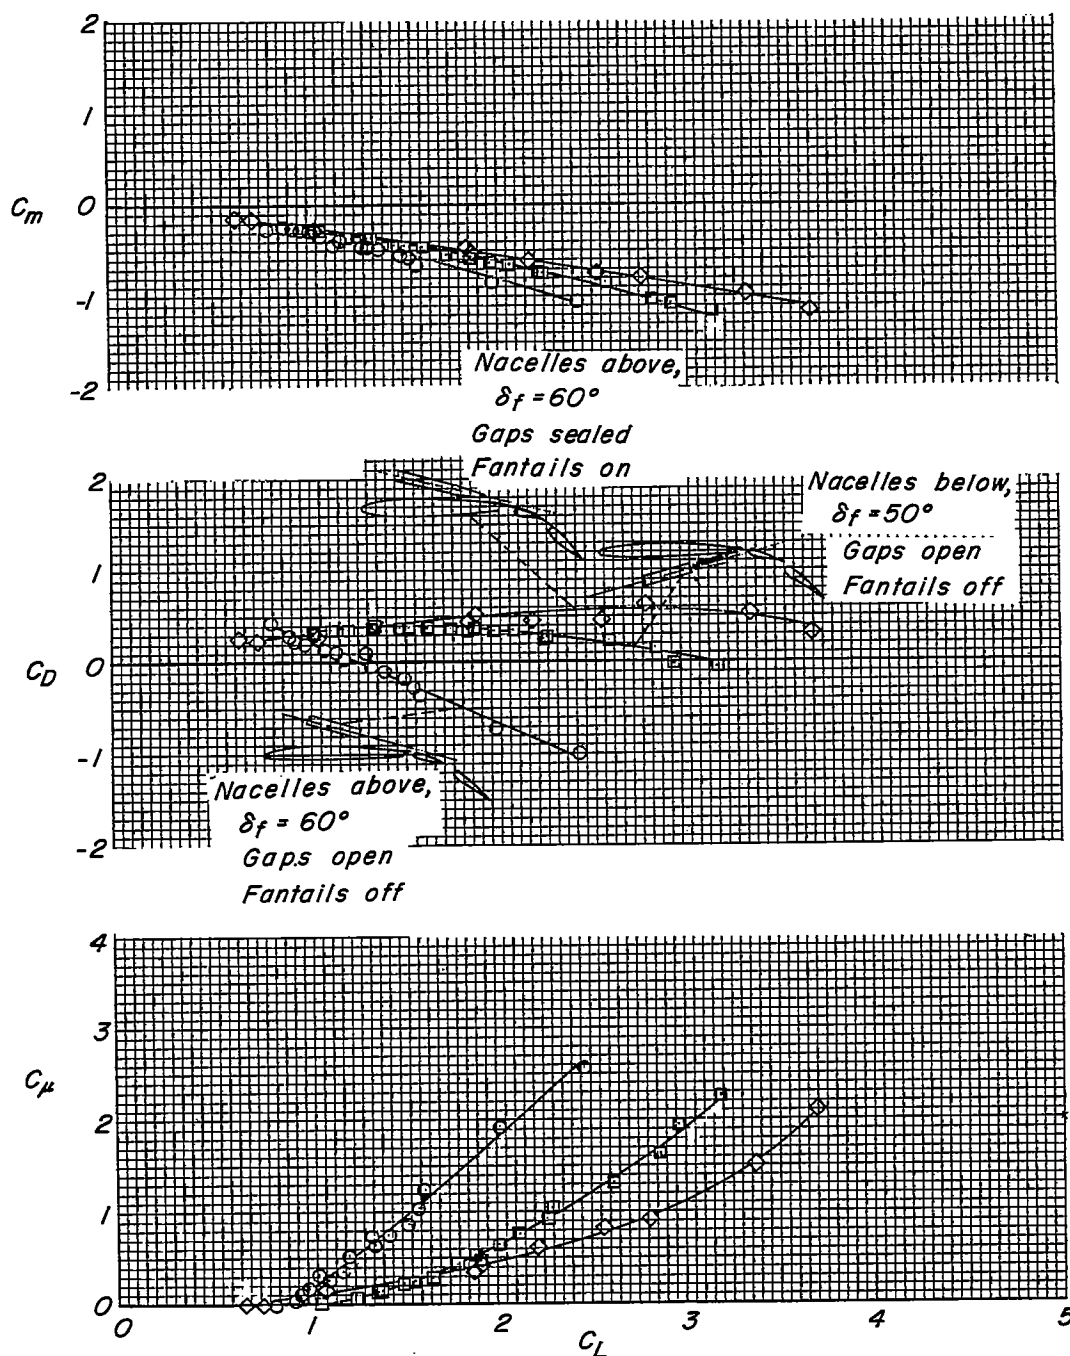 2
1
C_m
0
-1
-2
Nacelles above,
δ_f = 60°
Gaps sealed
Fantails on
2
1
C_D
0
-1
-2
Nacelles below,
δ_f = 50°
Gaps open
Fantails off
Nacelles above,
δ_f = 60°
Gaps open
Fantails off
4
3
C_μ
2
1
0
0 1 2 3 4 5
C_L